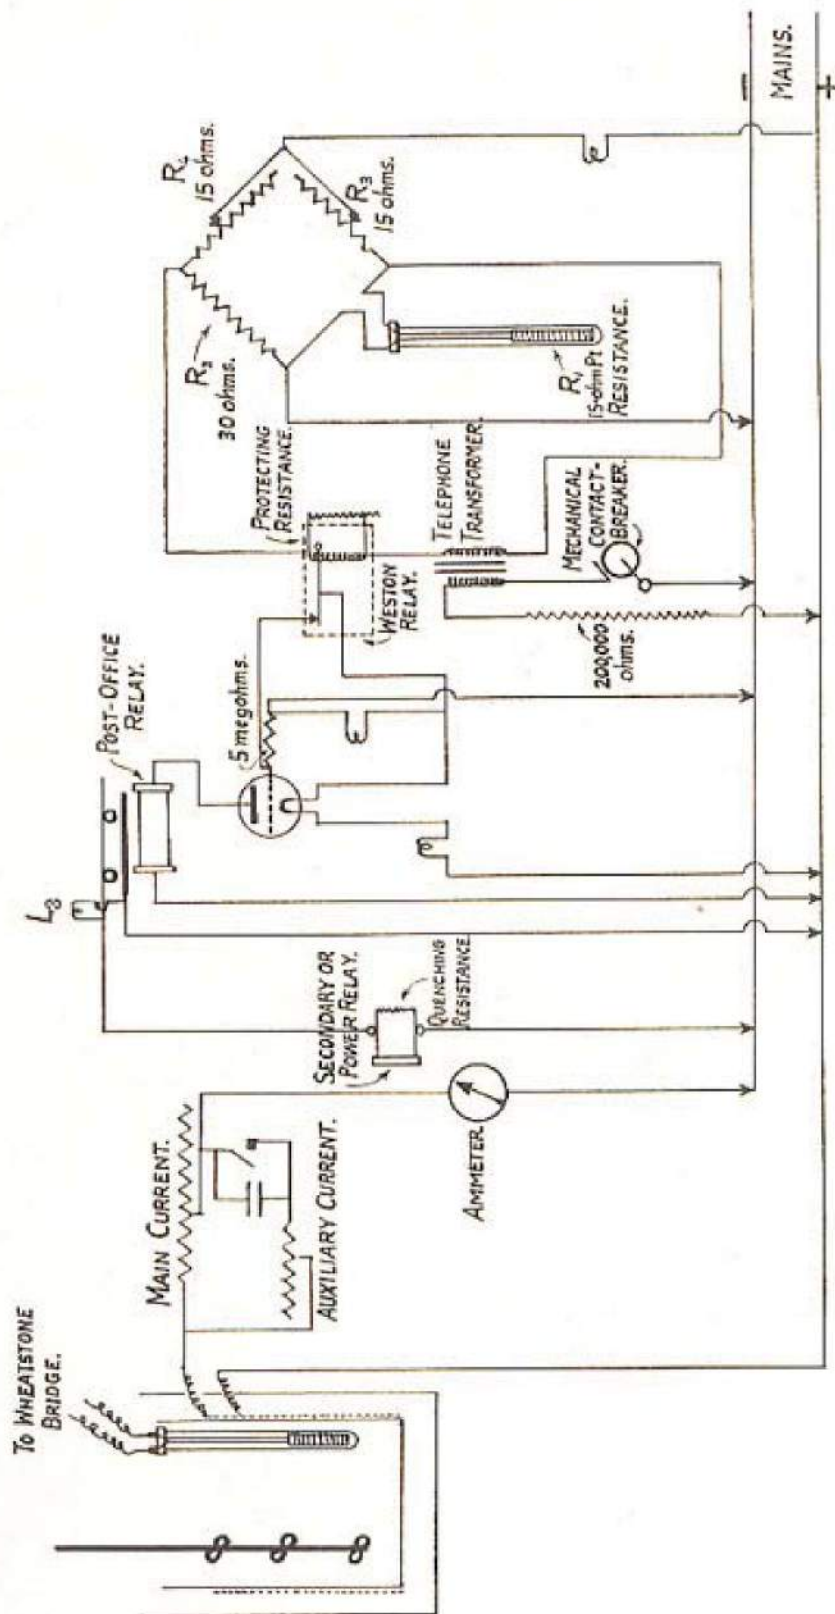 To WHEATSTONE
BRIDGE.
MAIN CURRENT.
AUXILIARY CURRENT.
AMMETER.
SECONDARY OR
POWER RELAY.
QUENCHING
RESISTANCE
L3
POST-OFFICE
RELAY.
5 megohms.
WESTON
RELAY.
PROTECTING
RESISTANCE.
TELEPHONE
TRANSFORMER.
200,000
ohms.
MECHANICAL
CONTACT-
BREAKER.
R2
30 ohms.
R4
15 ohms.
R3
15 ohms.
R1
15-ohm Pt
RESISTANCE.
-
MAINS.
+